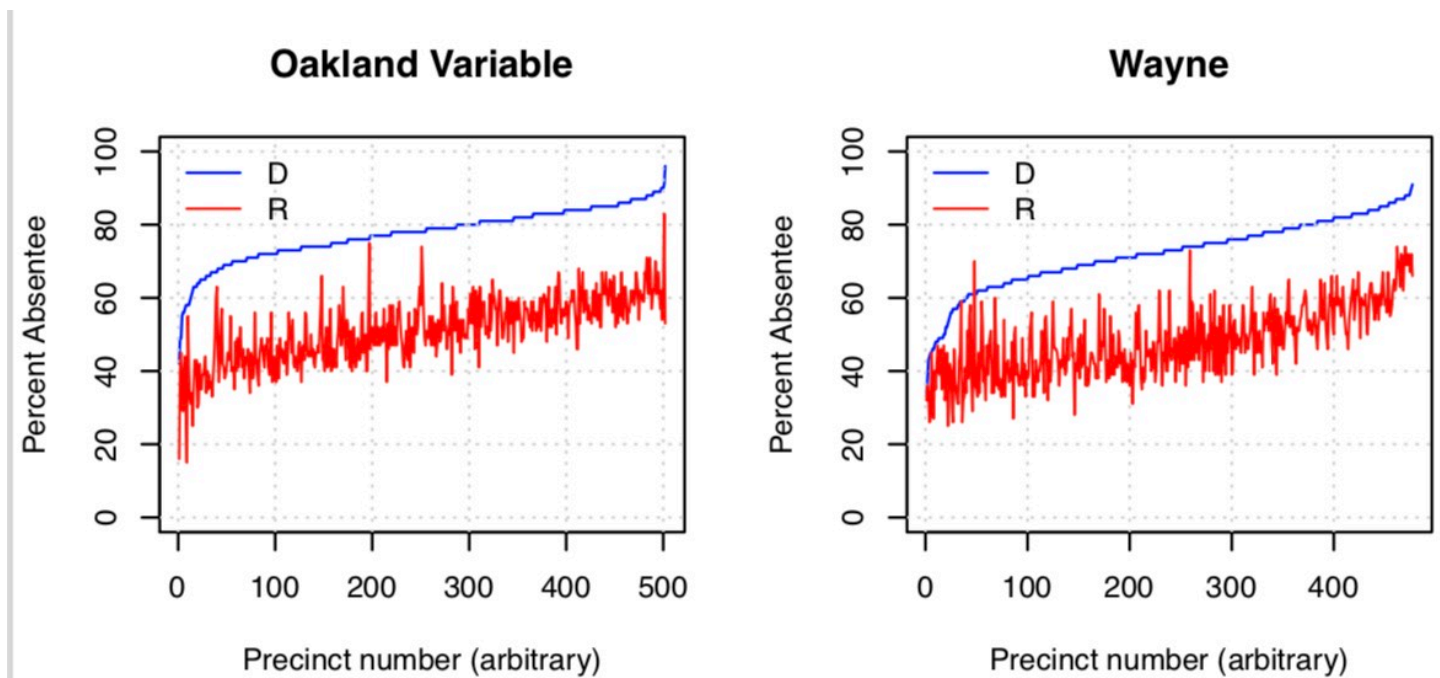 Oakland Variable
Percent Absentee
100
80
60
40
20
0
D
R
0 100 200 300 400 500
Precinct number (arbitrary)
Wayne
Percent Absentee
100
80
60
40
20
0
D
R
0 100 200 300 400
Precinct number (arbitrary)